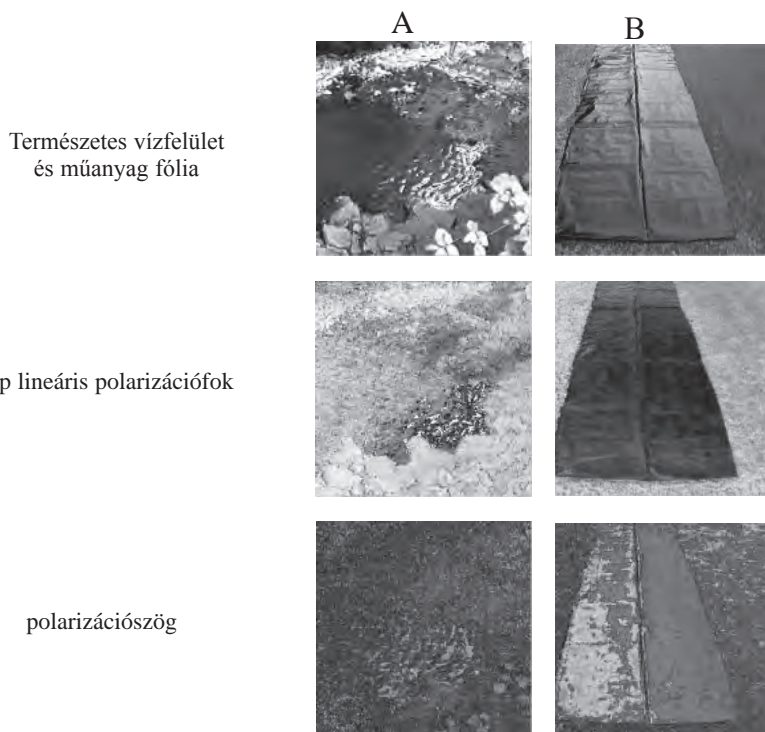 A
B
Természetes vízfelület
és műanyag fólia
p lineáris polarizációfok
polarizációszög